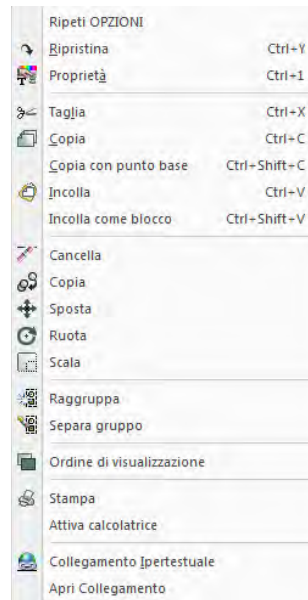 Ripeti OPZIONI
Ripristina Ctrl+Y
Proprietà Ctrl+1
Taglia Ctrl+X
Copia Ctrl+C
Copia con punto base Ctrl+Shift+C
Incolla Ctrl+V
Incolla come blocco Ctrl+Shift+V
Cancella
Copia
Sposta
Ruota
Scala
Raggruppa
Separa gruppo
Ordine di visualizzazione
Stampa
Attiva calcolatrice
Collegamento Ipertestuale
Apri Collegamento